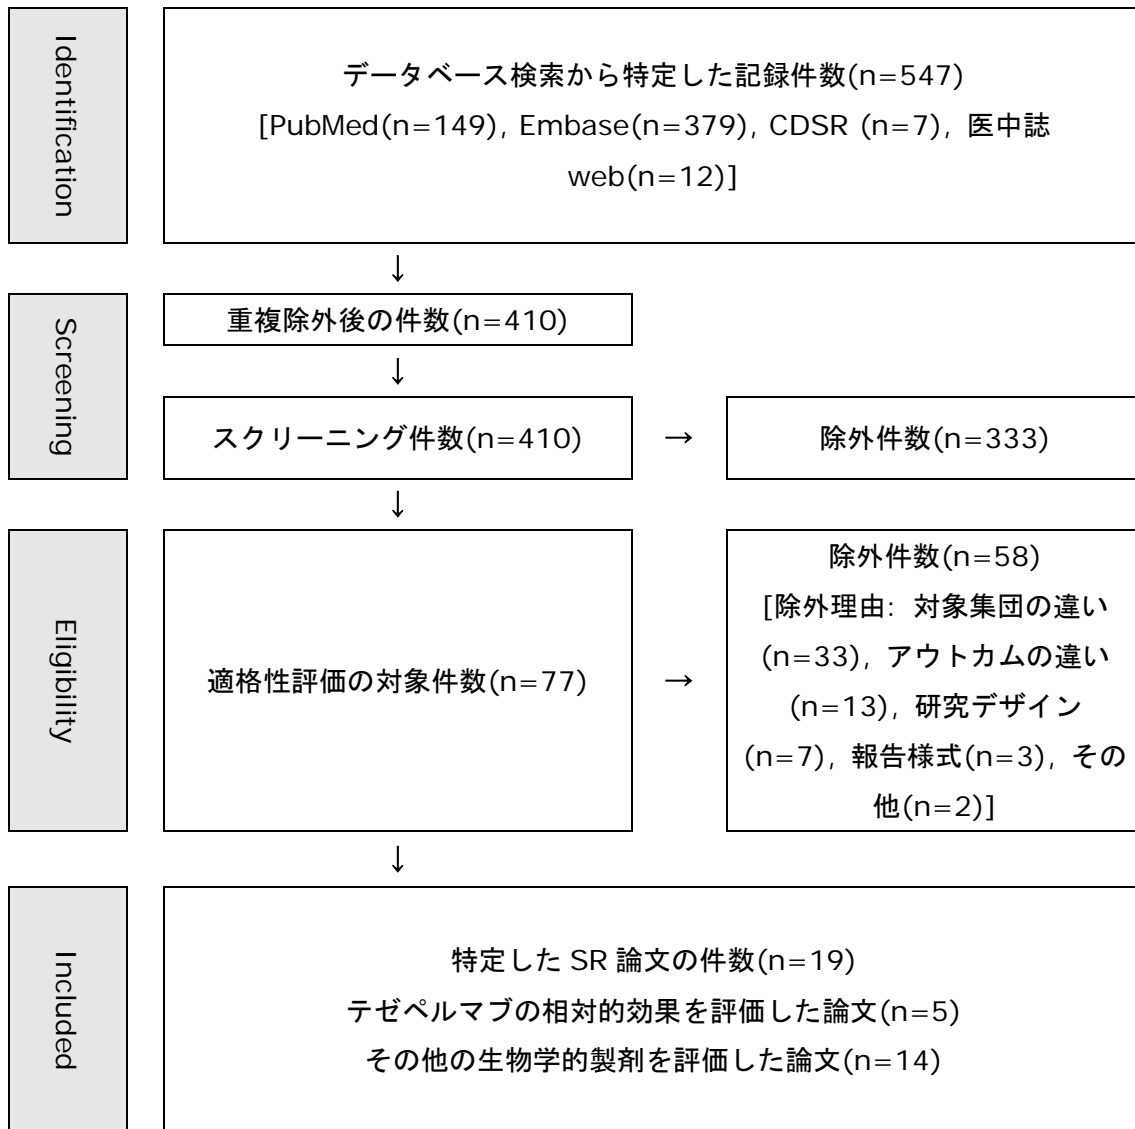 Identification
データベース検索から特定した記録件数(n=547)
[PubMed(n=149), Embase(n=379), CDSR (n=7), 医中誌
web(n=12)]
↓
Screening
重複除外後の件数(n=410)
↓
スクリーニング件数(n=410)
→
除外件数(n=333)
↓
Eligibility
適格性評価の対象件数(n=77)
→
除外件数(n=58)
[除外理由: 対象集団の違い
(n=33), アウトカムの違い
(n=13), 研究デザイン
(n=7), 報告様式(n=3), その
他(n=2)]
↓
Included
特定した SR 論文の件数(n=19)
テゼペルマブの相対的効果を評価した論文(n=5)
その他の生物学的製剤を評価した論文(n=14)